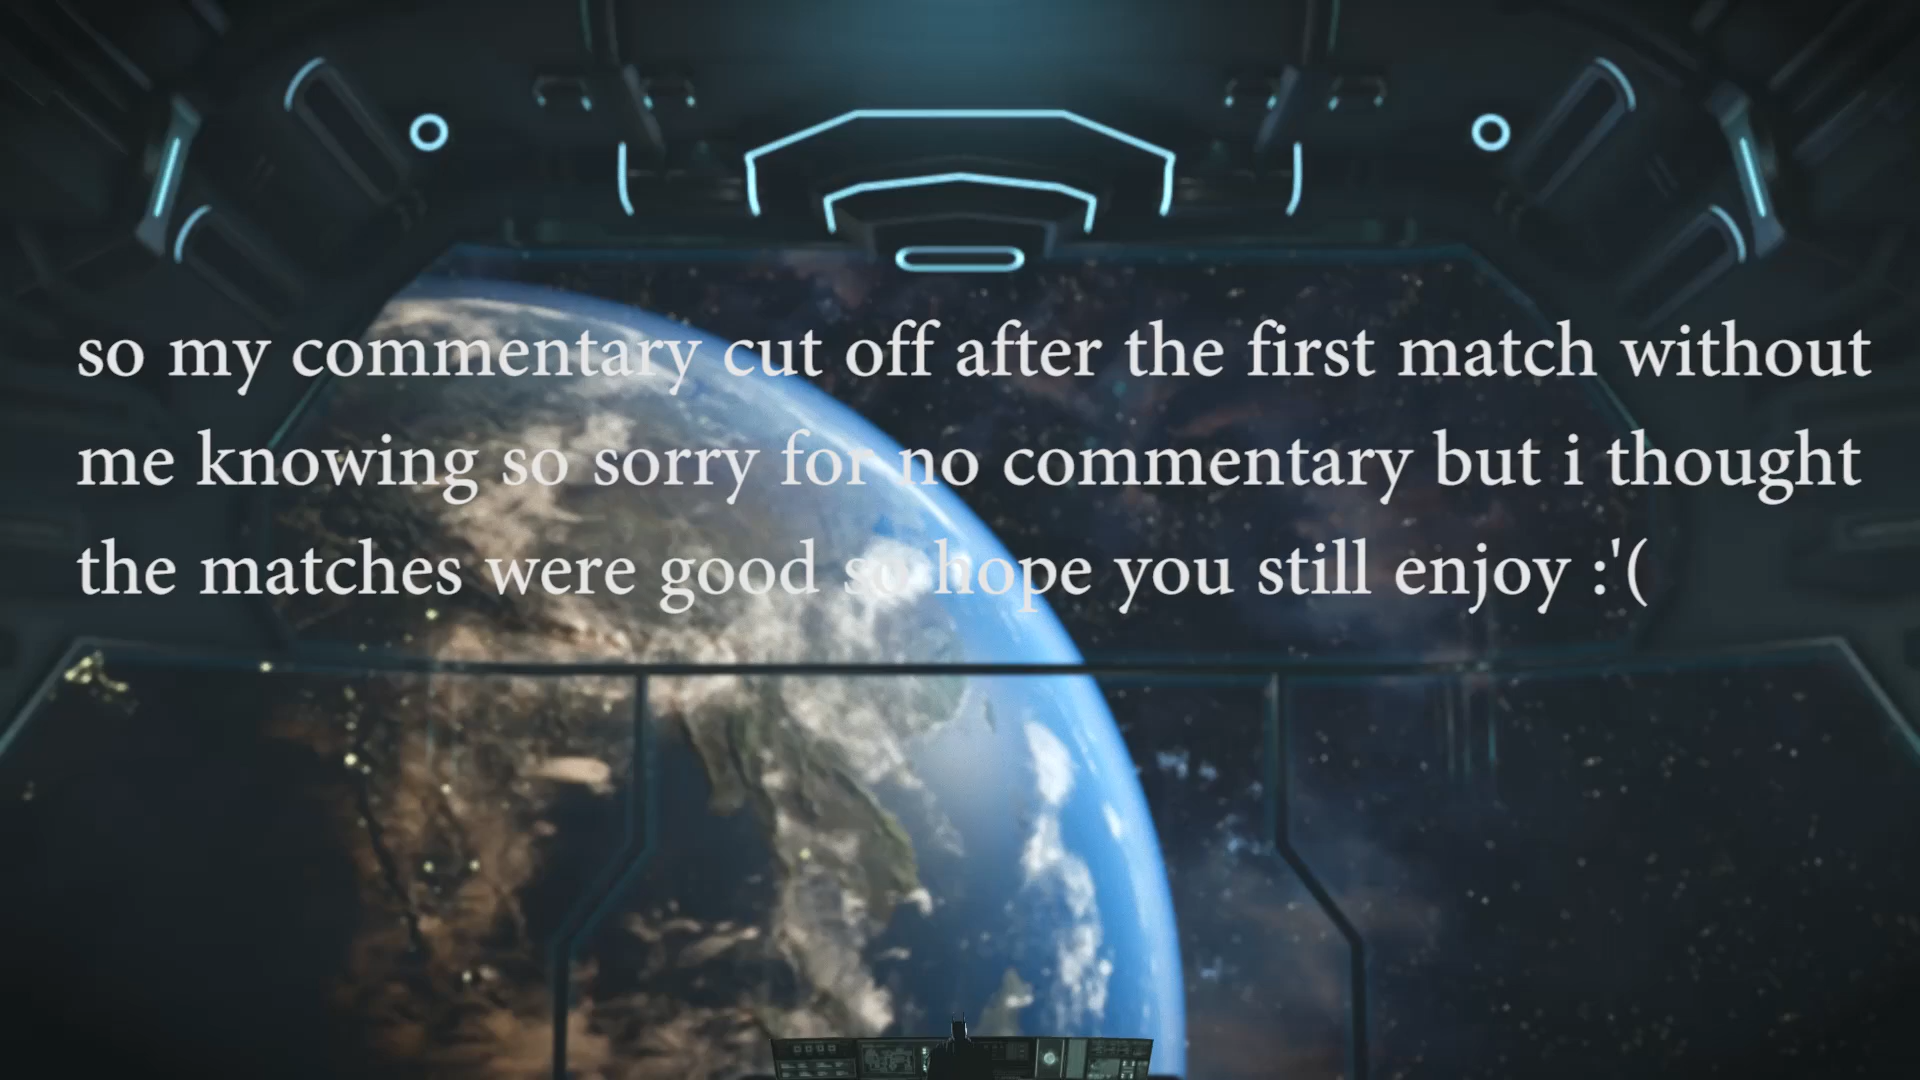 so my commentary cut off after the first match without
me knowing so sorry for no commentary but i thought
the matches were good so hope you still enjoy :'(